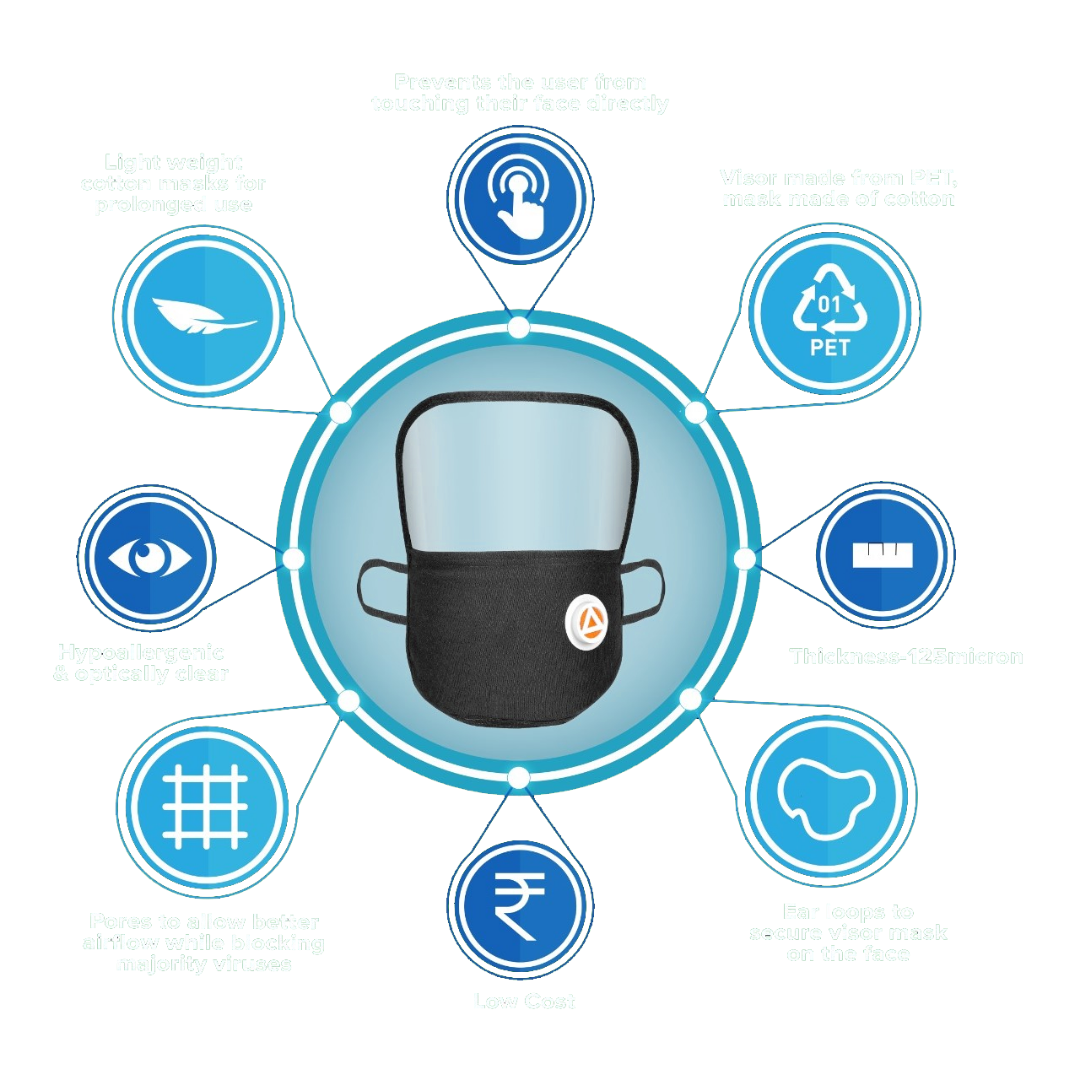 Prevents the user from
touching their face directly
Light weight
cotton masks for
prolonged use
Visor made from PET,
mask made of cotton
01
PET
Hypoallergenic
& optically clear
Thickness-125micron
Pores to allow better
airflow while blocking
majority viruses
Ear loops to
secure visor mask
on the face
₹
Low Cost